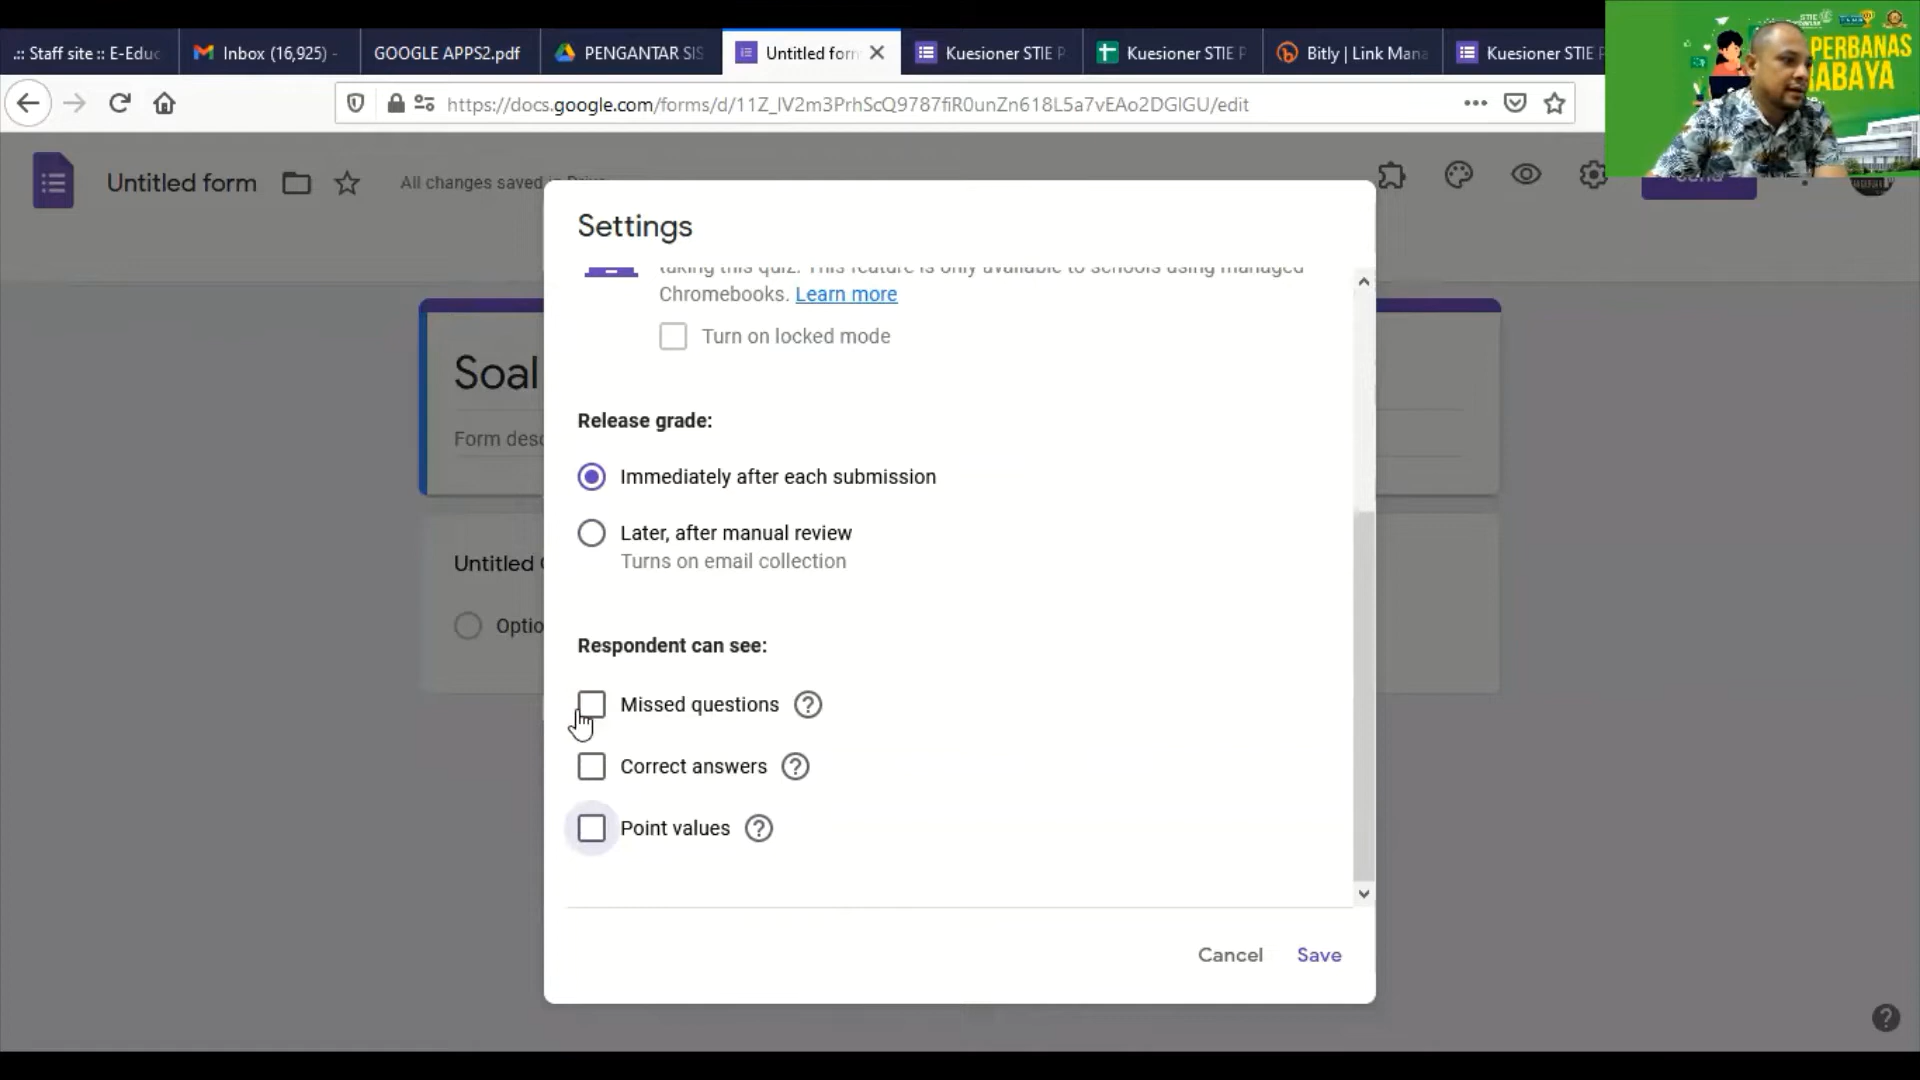 .:: Staff site :: E-Educ
Inbox (16,925) -
GOOGLE APPS2.pdf
PENGANTAR SIS
Untitled form
Kuesioner STIE P
Kuesioner STIE P
Bitly | Link Mana
Kuesioner STIE P
STIE
PERBANAS
RABAYA
https://docs.google.com/forms/d/11Z_lV2m3PrhScQ9787fiR0unZn618L5a7vEAo2DGlGU/edit
Untitled form
All changes saved in Drive
Settings
taking this quiz. This feature is only available to schools using managed
Chromebooks. Learn more
Turn on locked mode
Soal
Form desc
Release grade:
Immediately after each submission
Later, after manual review
Turns on email collection
Untitled
Optio
Respondent can see:
Missed questions
Correct answers
Point values
Cancel
Save